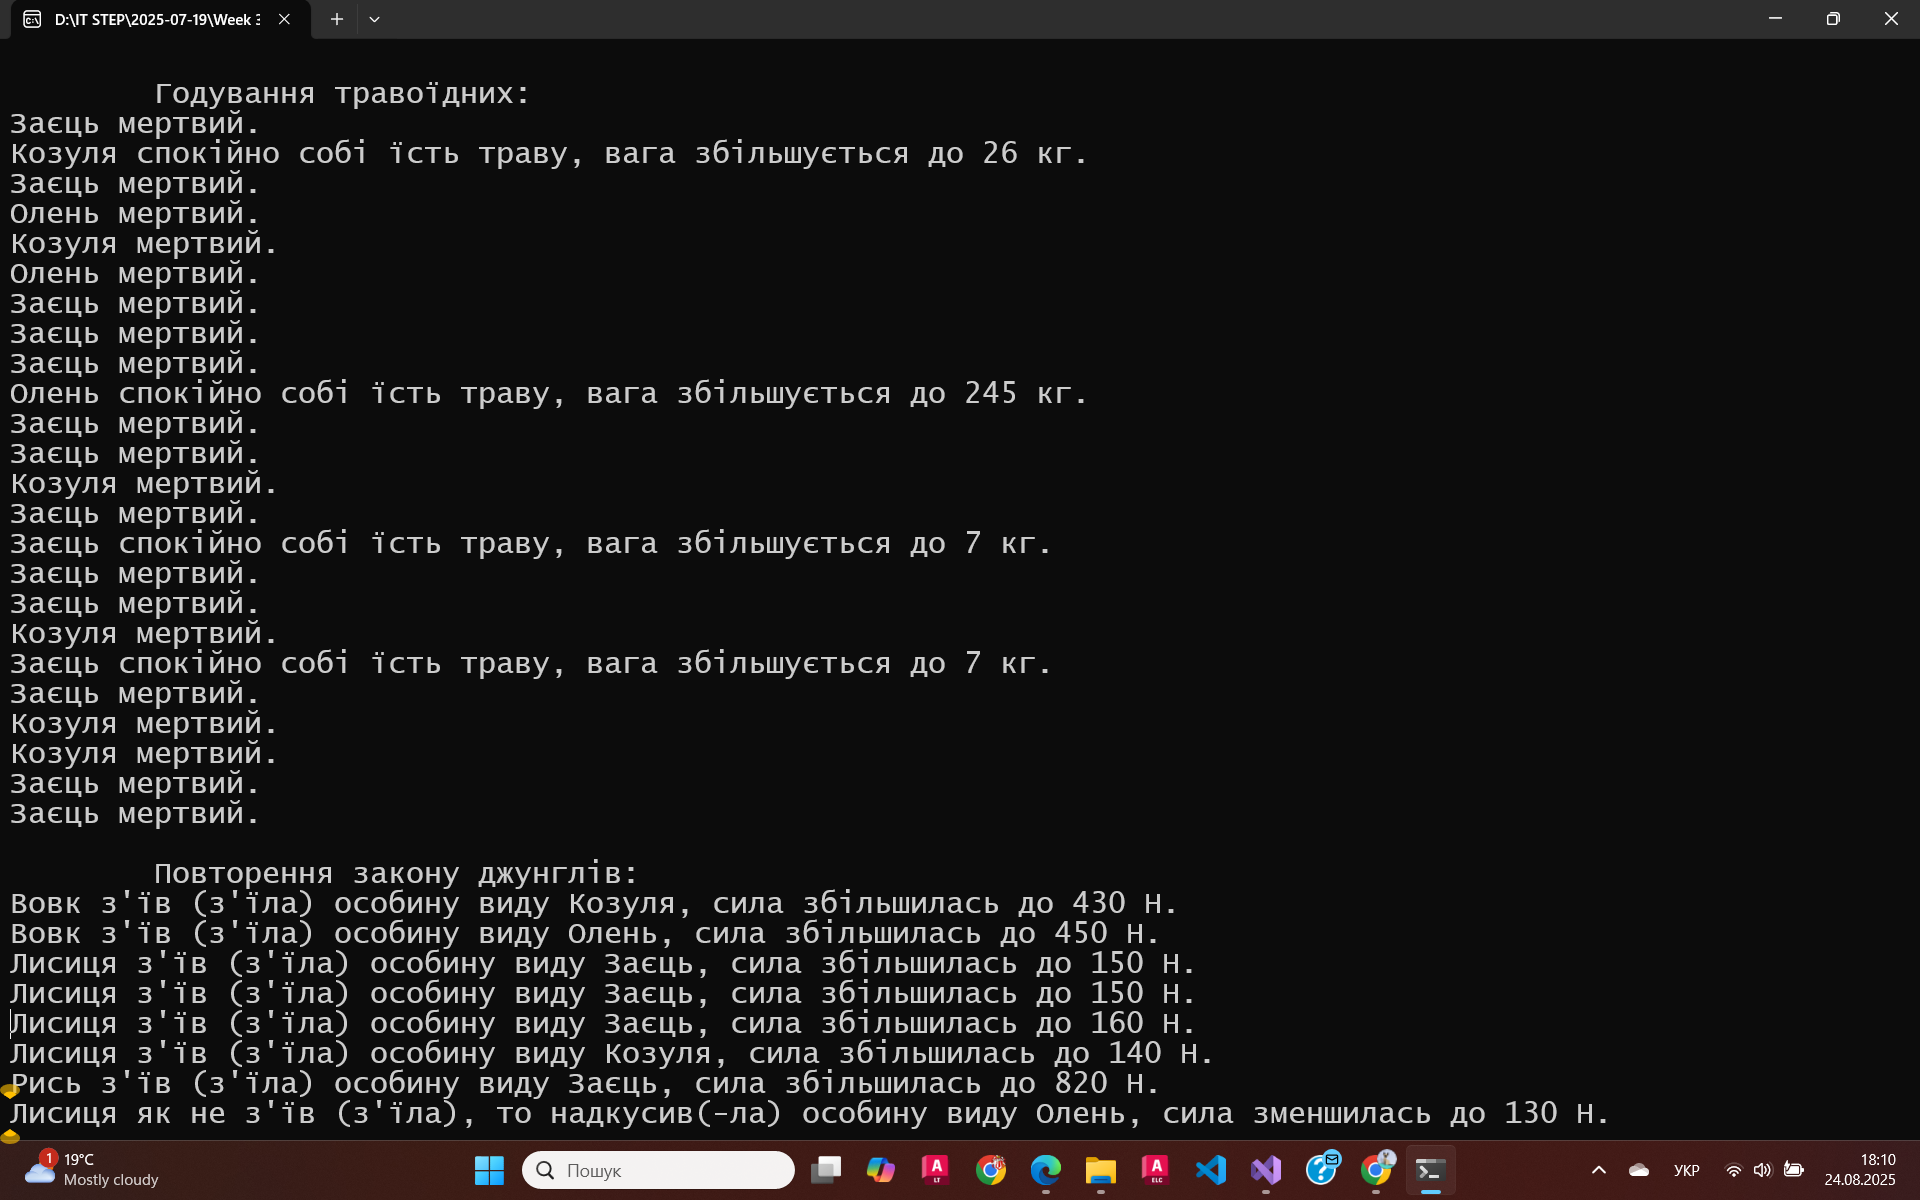 D:\IT STEP\2025-07-19\Week 3
Годування травоїдних:
Заєць мертвий.
Козуля спокійно собі їсть траву, вага збільшується до 26 кг.
Заєць мертвий.
Олень мертвий.
Козуля мертвий.
Олень мертвий.
Заєць мертвий.
Заєць мертвий.
Заєць мертвий.
Олень спокійно собі їсть траву, вага збільшується до 245 кг.
Заєць мертвий.
Заєць мертвий.
Козуля мертвий.
Заєць мертвий.
Заєць спокійно собі їсть траву, вага збільшується до 7 кг.
Заєць мертвий.
Заєць мертвий.
Козуля мертвий.
Заєць спокійно собі їсть траву, вага збільшується до 7 кг.
Заєць мертвий.
Козуля мертвий.
Козуля мертвий.
Заєць мертвий.
Заєць мертвий.
Повторення закону джунглів:
Вовк з'їв (з'їла) особину виду Козуля, сила збільшилась до 430 Н.
Вовк з'їв (з'їла) особину виду Олень, сила збільшилась до 450 Н.
Лисиця з'їв (з'їла) особину виду Заєць, сила збільшилась до 150 Н.
Лисиця з'їв (з'їла) особину виду Заєць, сила збільшилась до 150 Н.
Лисиця з'їв (з'їла) особину виду Заєць, сила збільшилась до 160 Н.
Лисиця з'їв (з'їла) особину виду Козуля, сила збільшилась до 140 Н.
Рись з'їв (з'їла) особину виду Заєць, сила збільшилась до 820 Н.
Лисиця як не з'їв (з'їла), то надкусив(-ла) особину виду Олень, сила зменшилась до 130 Н.
1
19°C
Mostly cloudy
Пошук
A
LT
A
ELC
УКР
18:10
24.08.2025